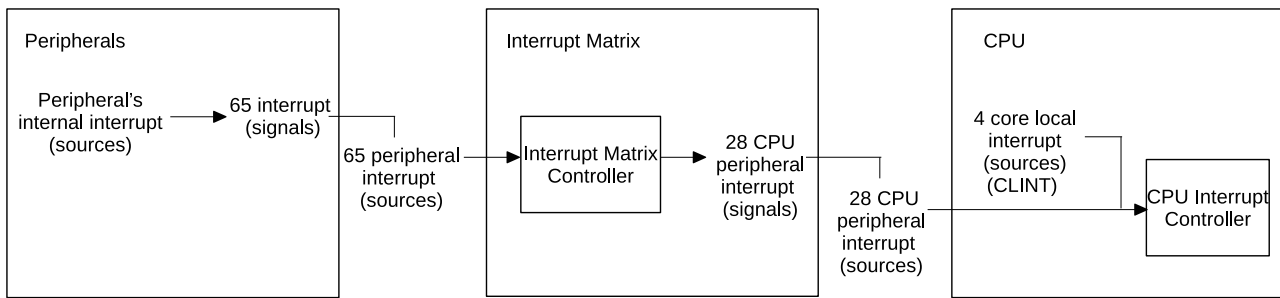 Peripherals
Peripheral's
internal interrupt
(sources)
65 interrupt
(signals)
65 peripheral
interrupt
(sources)
Interrupt Matrix
Interrupt Matrix
Controller
28 CPU
peripheral
interrupt
(signals)
28 CPU
peripheral
interrupt
(sources)
CPU
4 core local
interrupt
(sources)
(CLINT)
CPU Interrupt
Controller